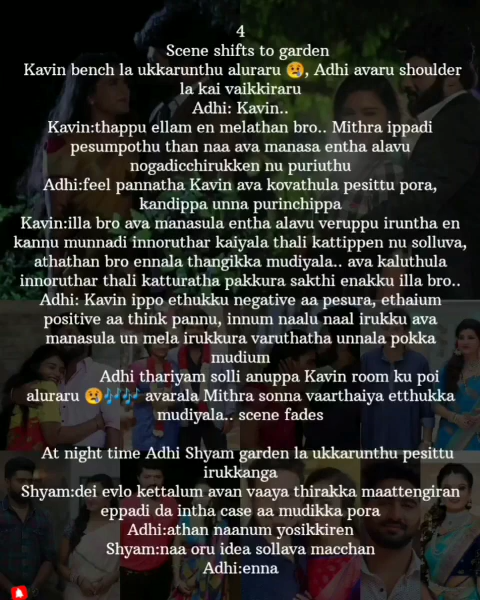 4
Scene shifts to garden
Kavin bench la ukkarunthu aluraru 😢, Adhi avaru shoulder
la kai vaikkiraru
Adhi: Kavin..
Kavin:thappu ellam en melathan bro.. Mithra ippadi
pesumpothu than naa ava manasa entha alavu
nogadicchirukken nu puriuthu
Adhi:feel pannatha Kavin ava kovathula pesittu pora,
kandippa unna purinchippa
Kavin:illa bro ava manasula entha alavu veruppu iruntha en
kannu munnadi innoruthar kaiyala thali kattippen nu solluva,
athathan bro ennala thangikka mudiyala.. ava kaluthula
innoruthar thali katturatha pakkura sakthi enakku illa bro..
Adhi: Kavin ippo ethukku negative aa pesura, ethaium
positive aa think pannu, innum naalu naal irukku ava
manasula un mela irukkura varuthatha unnala pokka
mudium
Adhi thariyam solli anuppa Kavin room ku poi
aluraru 😢🎶🎶 avarala Mithra sonna vaarthaiya etthukka
mudiyala.. scene fades
At night time Adhi Shyam garden la ukkarunthu pesittu
irukkanga
Shyam:dei evlo kettalum avan vaaya thirakka maattengiran
eppadi da intha case aa mudikka pora
Adhi:athan naanum yosikkiren
Shyam:naa oru idea sollava macchan
Adhi:enna